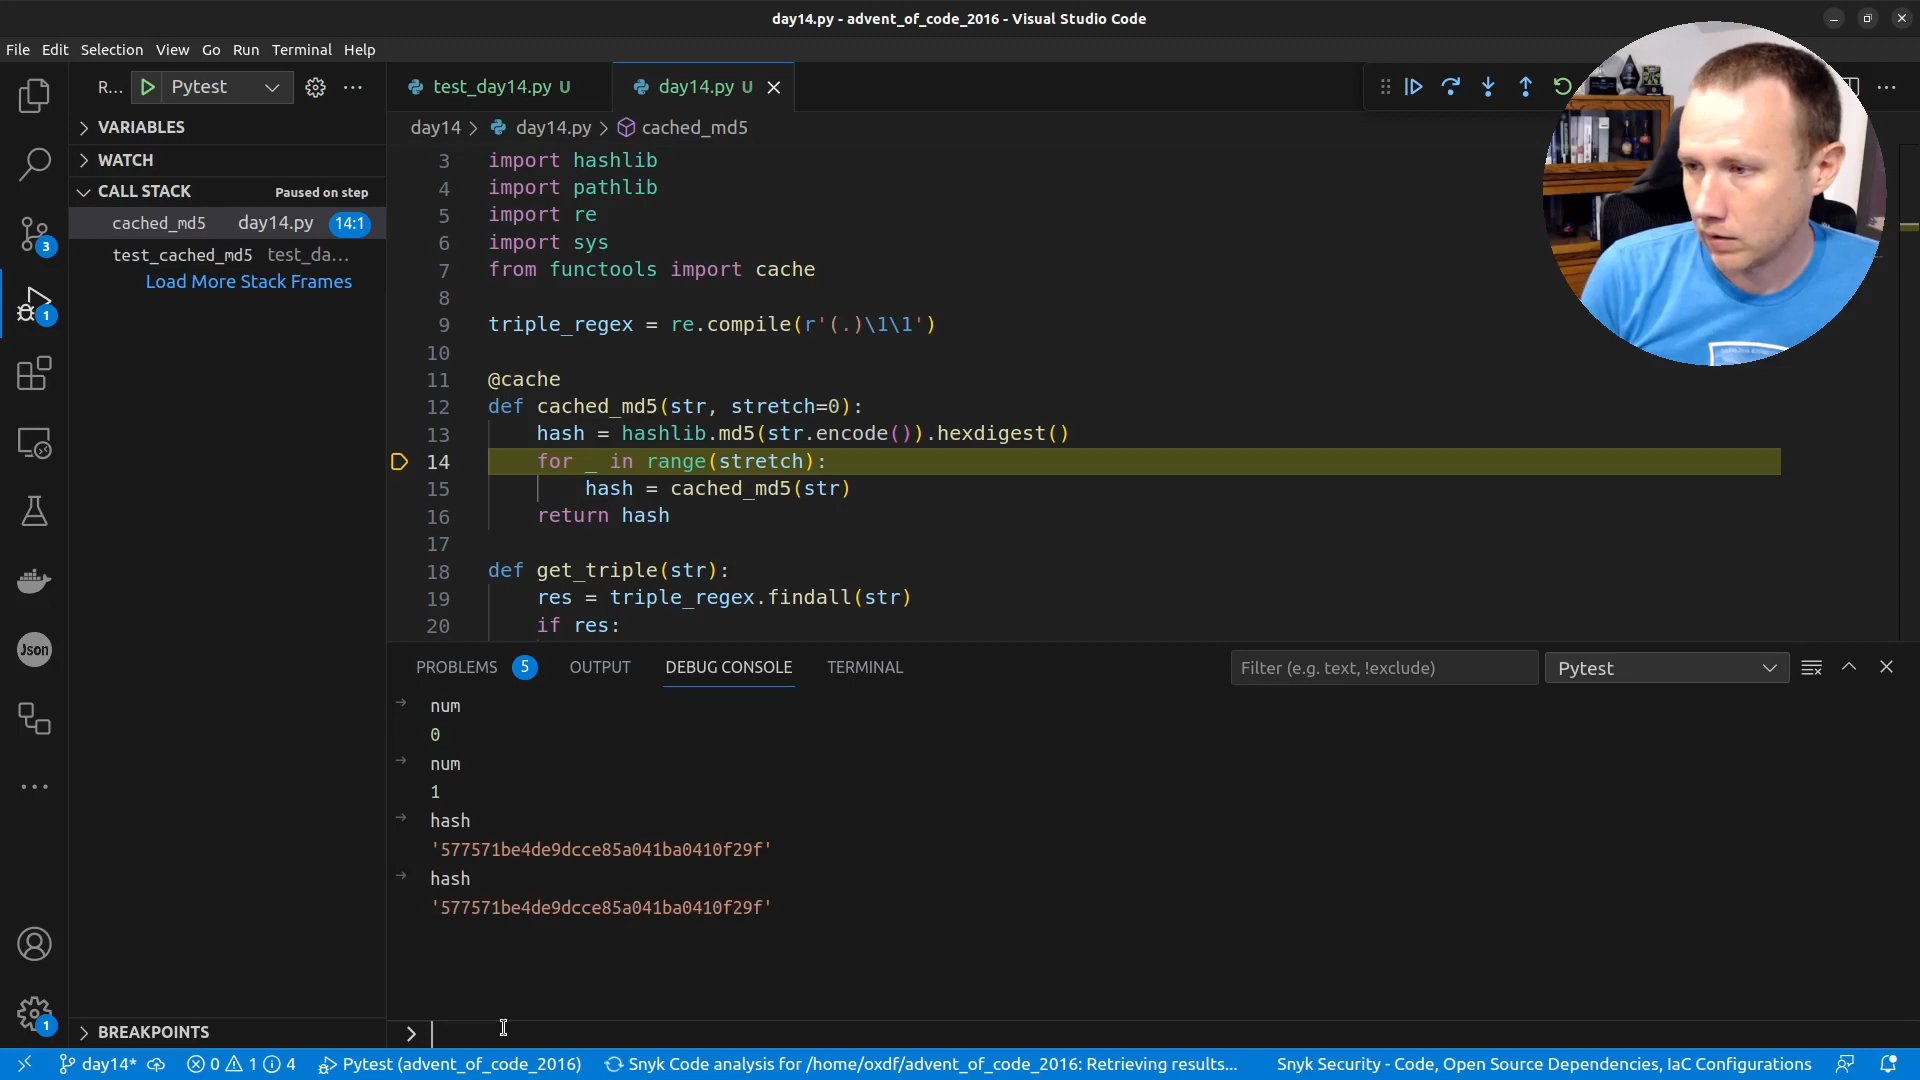 day14.py - advent_of_code_2016 - Visual Studio Code
File Edit Selection View Go Run Terminal Help
R... Pytest
test_day14.py U
day14.py U
day14 > day14.py > cached_md5
VARIABLES
WATCH
CALL STACK Paused on step
cached_md5 day14.py 14:1
test_cached_md5 test_da...
Load More Stack Frames
3 import hashlib
4 import pathlib
5 import re
6 import sys
7 from functools import cache
8
9 triple_regex = re.compile(r'(.)\1\1')
10
11 @cache
12 def cached_md5(str, stretch=0):
13 hash = hashlib.md5(str.encode()).hexdigest()
14 for _ in range(stretch):
15 hash = cached_md5(str)
16 return hash
17
18 def get_triple(str):
19 res = triple_regex.findall(str)
20 if res:
3
1
Json
1
PROBLEMS 5 OUTPUT DEBUG CONSOLE TERMINAL
Filter (e.g. text, !exclude)
Pytest
num
0
num
1
hash
'577571be4de9dcce85a041ba0410f29f'
hash
'577571be4de9dcce85a041ba0410f29f'
>
BREAKPOINTS
day14* 0 1 4 Pytest (advent_of_code_2016) Snyk Code analysis for /home/oxdf/advent_of_code_2016: Retrieving results... Snyk Security - Code, Open Source Dependencies, IaC Configurations